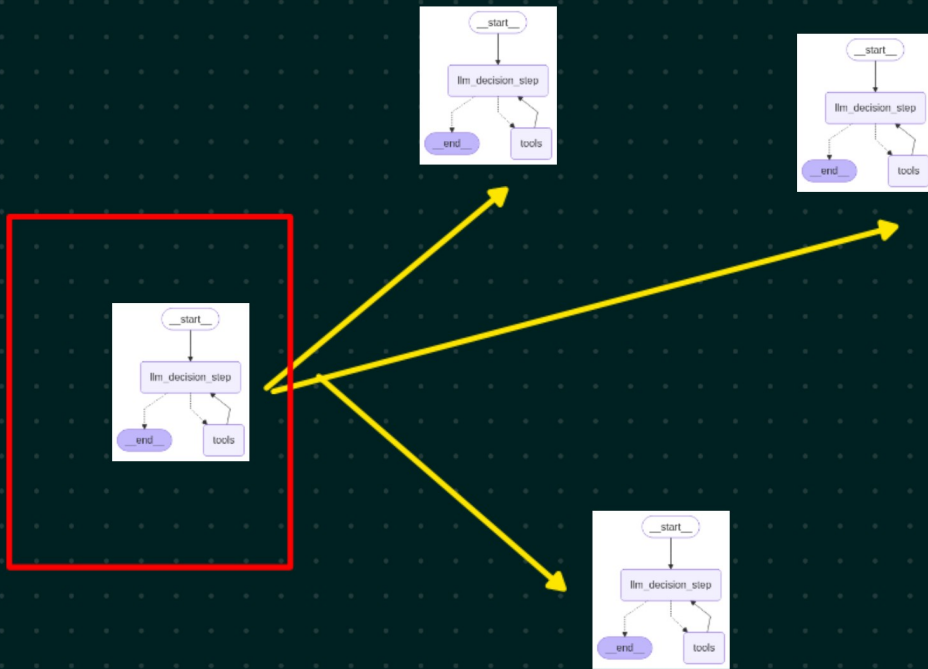 __start__
llm_decision_step
__end__
tools
__start__
llm_decision_step
__end__
tools
__start__
llm_decision_step
__end__
tools
__start__
llm_decision_step
__end__
tools